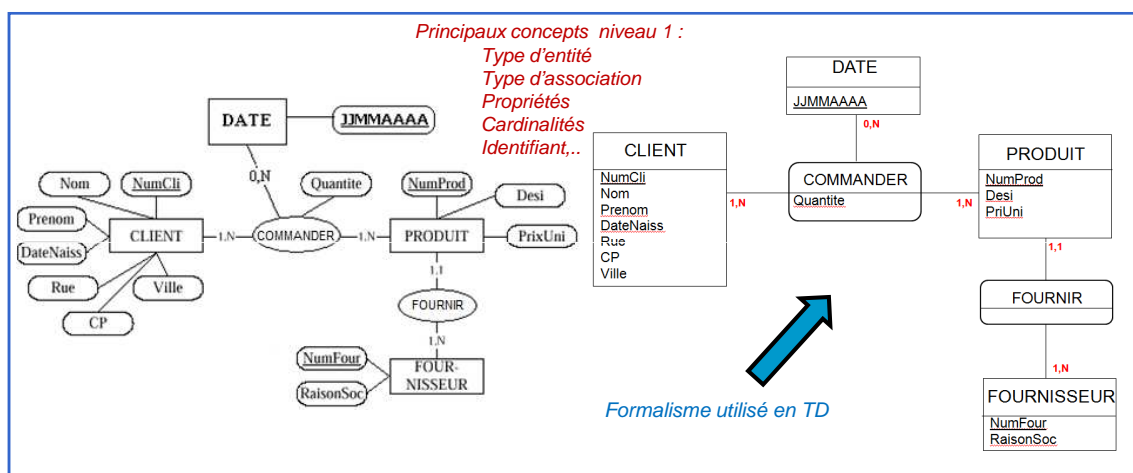 Principaux concepts niveau 1 :
Type d'entité
Type d'association
Propriétés
Cardinalités
Identifiant,..
DATE
JJMMAAAA
0,N
Nom
NumCli
Quantite
NumProd
Desi
Prenom
CLIENT
1,N
COMMANDER
1,N
PRODUIT
PrixUni
DateNaiss
Rue
Ville
CP
1,1
FOURNIR
1,N
NumFour
FOUR-
NISSEUR
RaisonSoc
DATE
JJMMAAAA
0,N
CLIENT
NumCli
Nom
Prenom
DateNaiss
Rue
CP
Ville
1,N
COMMANDER
Quantite
1,N
PRODUIT
NumProd
Desi
PriUni
1,1
FOURNIR
1,N
FOURNISSEUR
NumFour
RaisonSoc
Formalisme utilisé en TD